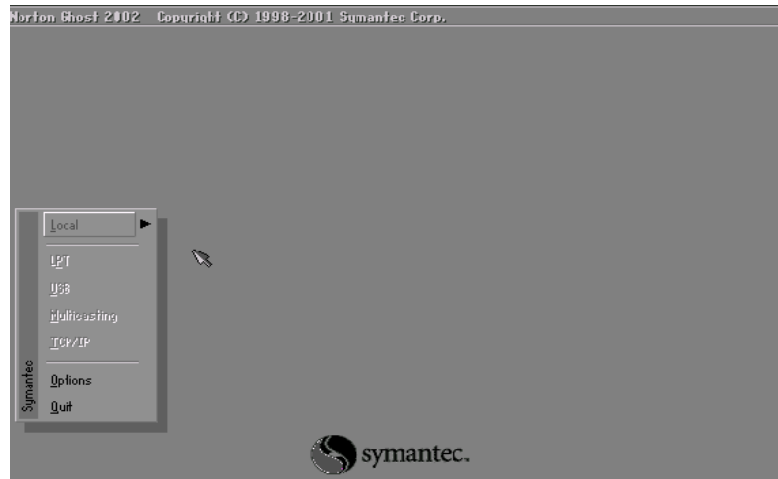 Norton Ghost 2002 Copyright (C) 1998-2001 Symantec Corp.
Local
LPT
USB
Multicasting
TCP/IP
Options
Quit
Symantec
symantec.